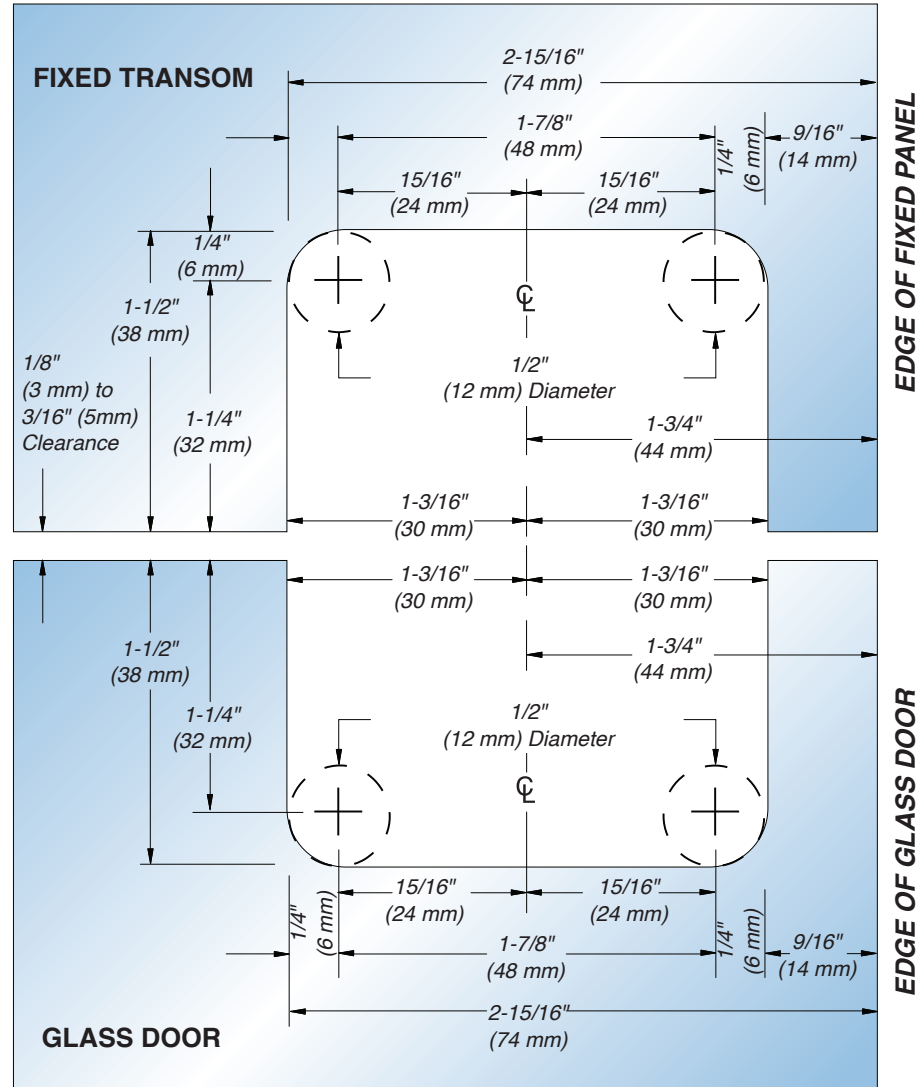 FIXED TRANSOM
2-15/16"
(74 mm)
1-7/8"
(48 mm)
1/4"
(6 mm)
9/16"
(14 mm)
15/16"
(24 mm)
15/16"
(24 mm)
EDGE OF FIXED PANEL
1/4"
(6 mm)
1-1/2"
(38 mm)
℄
1/8"
(3 mm) to
3/16" (5mm)
Clearance
1/2"
(12 mm) Diameter
1-1/4"
(32 mm)
1-3/4"
(44 mm)
1-3/16"
(30 mm)
1-3/16"
(30 mm)
1-3/16"
(30 mm)
1-3/16"
(30 mm)
1-1/2"
(38 mm)
1-3/4"
(44 mm)
1-1/4"
(32 mm)
1/2"
(12 mm) Diameter
℄
EDGE OF GLASS DOOR
15/16"
(24 mm)
15/16"
(24 mm)
1/4"
(6 mm)
1-7/8"
(48 mm)
1/4"
(6 mm)
9/16"
(14 mm)
2-15/16"
(74 mm)
GLASS DOOR